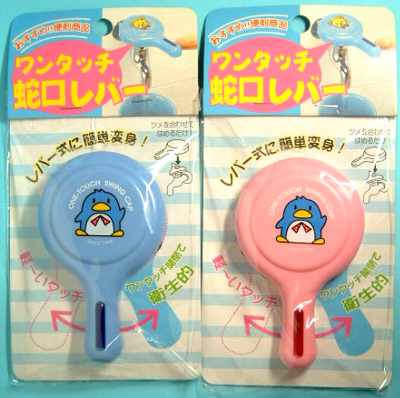 おすすめ!便利商品
ワンタッチ
蛇口レバー
ツメを合わせて
はめるだけ!
レバー式に簡単変身!
ONE-TOUCH SWING CAP
軽〜いタッチ
ワンタッチ開閉で
衛生的
おすすめ!便利商品
ワンタッチ
蛇口レバー
ツメを合わせて
はめるだけ!
レバー式に簡単変身!
ONE-TOUCH SWING CAP
軽〜いタッチ
ワンタッチ開閉で
衛生的